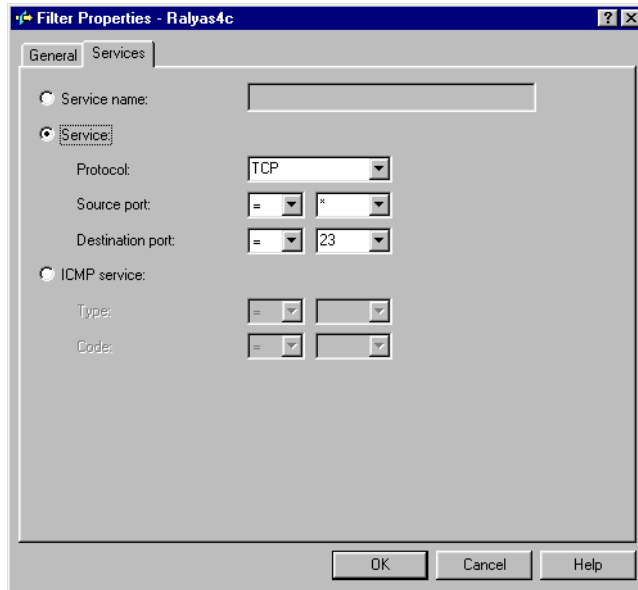 Filter Properties - Ralyas4c
General Services
Service name:
Service:
Protocol: TCP
Source port: = *
Destination port: = 23
ICMP service:
Type: =
Code: =
OK Cancel Help